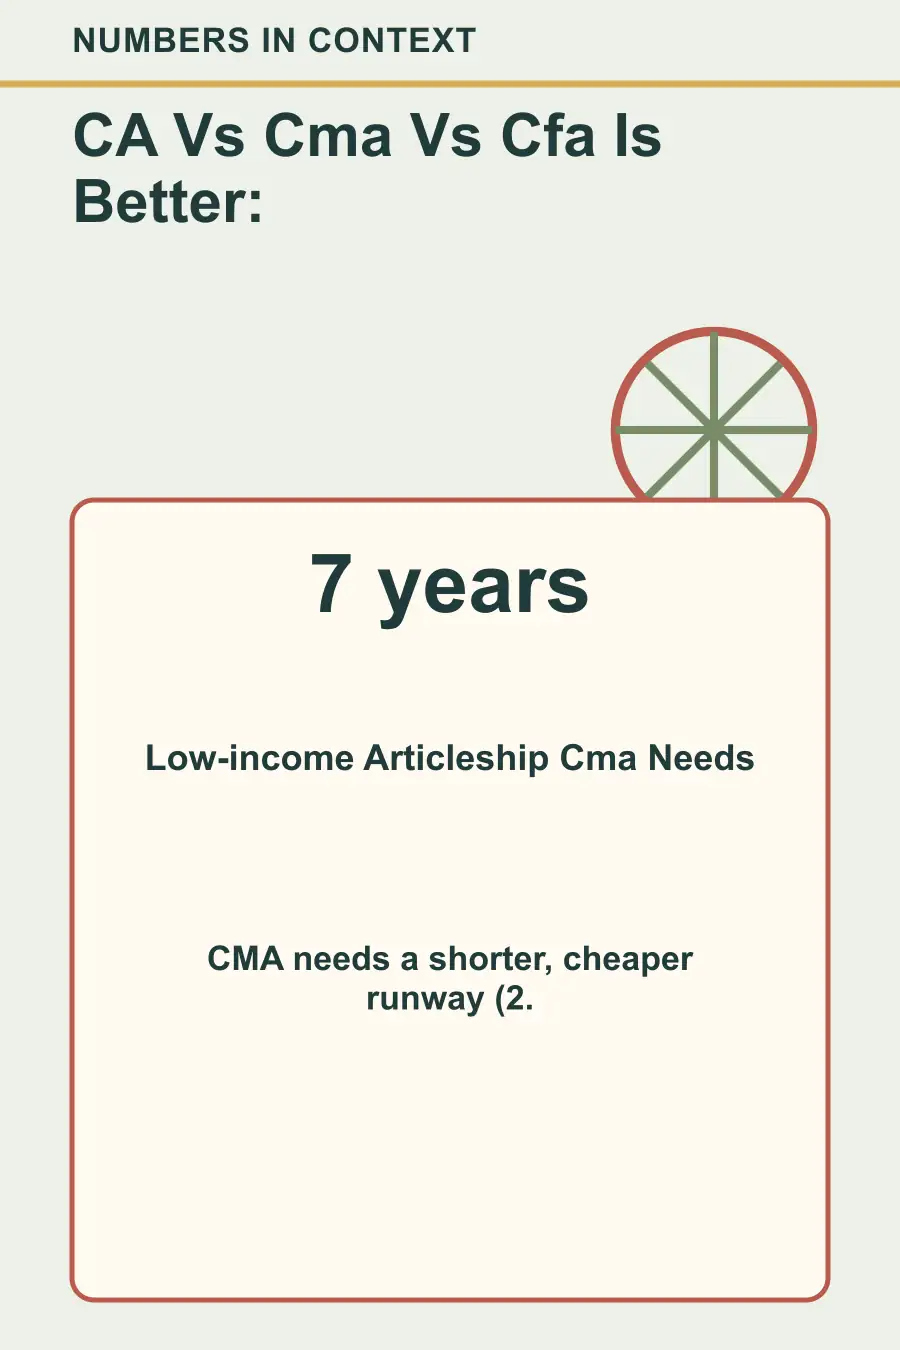 NUMBERS IN CONTEXT
CA Vs Cma Vs Cfa Is
Better:
7 years
Low-income Articleship Cma Needs
CMA needs a shorter, cheaper
runway (2.